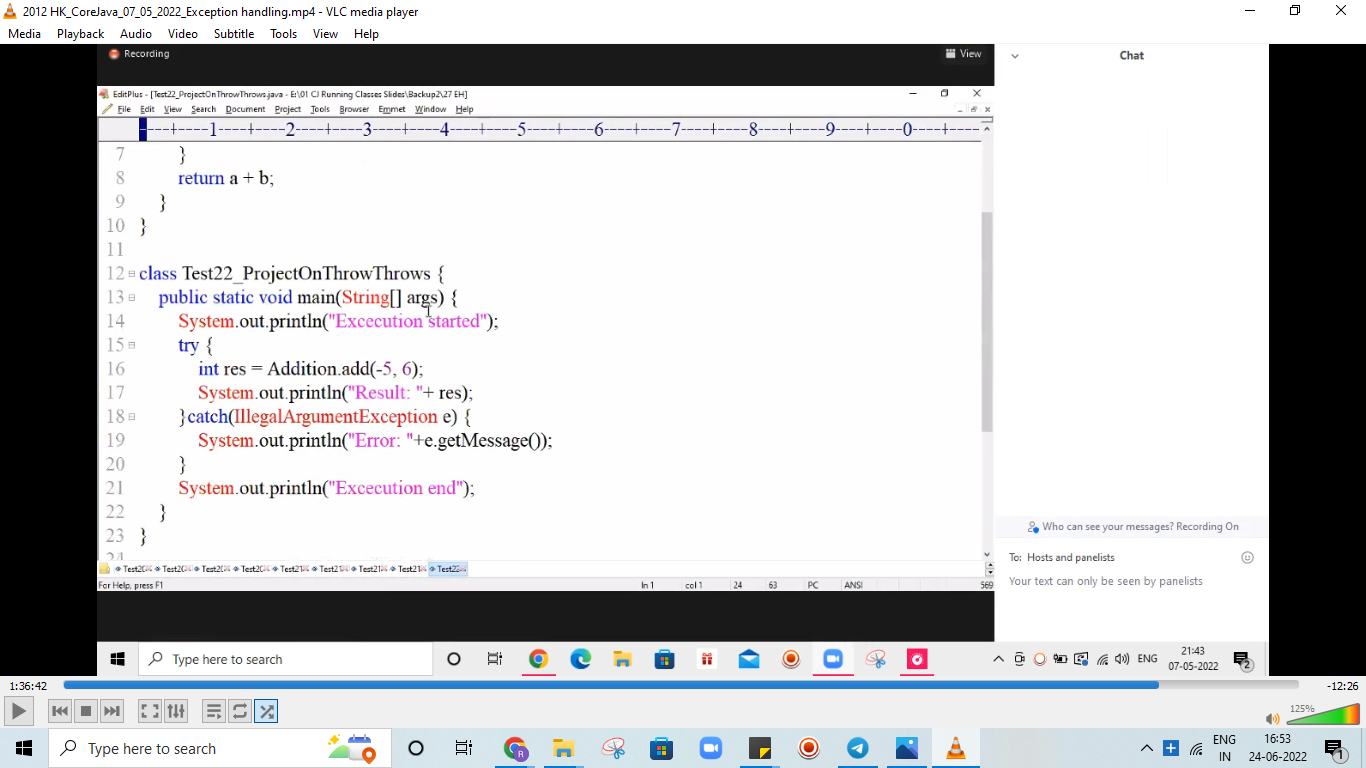 2012 HK_CoreJava_07_05_2022_Exception handling.mp4 - VLC media player
Media Playback Audio Video Subtitle Tools View Help
Recording
View
Chat
EditPlus - [Test22_ProjectOnThrowThrows.java - E:\01 CJ Running Classes Slides\Backup2\27 EH]
File Edit View Search Document Project Tools Browser Emmet Window Help
----+----1----+----2----+----3----+----4----+----5----+----6----+----7----+----8----+----9----+----0----+----
7 }
8 return a + b;
9 }
10 }
11
12 class Test22_ProjectOnThrowThrows {
13 public static void main(String[] args) {
14 System.out.println("Excecution started");
15 try {
16 int res = Addition.add(-5, 6);
17 System.out.println("Result: "+ res);
18 }catch(IllegalArgumentException e) {
19 System.out.println("Error: "+e.getMessage());
20 }
21 System.out.println("Excecution end");
22 }
23 }
24
Who can see your messages? Recording On
To: Hosts and panelists
Your text can only be seen by panelists
Test20 Test20 Test20 Test20 Test21 Test21 Test21 Test21 Test22
For Help, press F1 ln 1 col 1 24 63 PC ANSI 569
Type here to search
ENG
21:43
07-05-2022
2
1:36:42
-12:26
125%
Type here to search
ENG
IN
16:53
24-06-2022
1